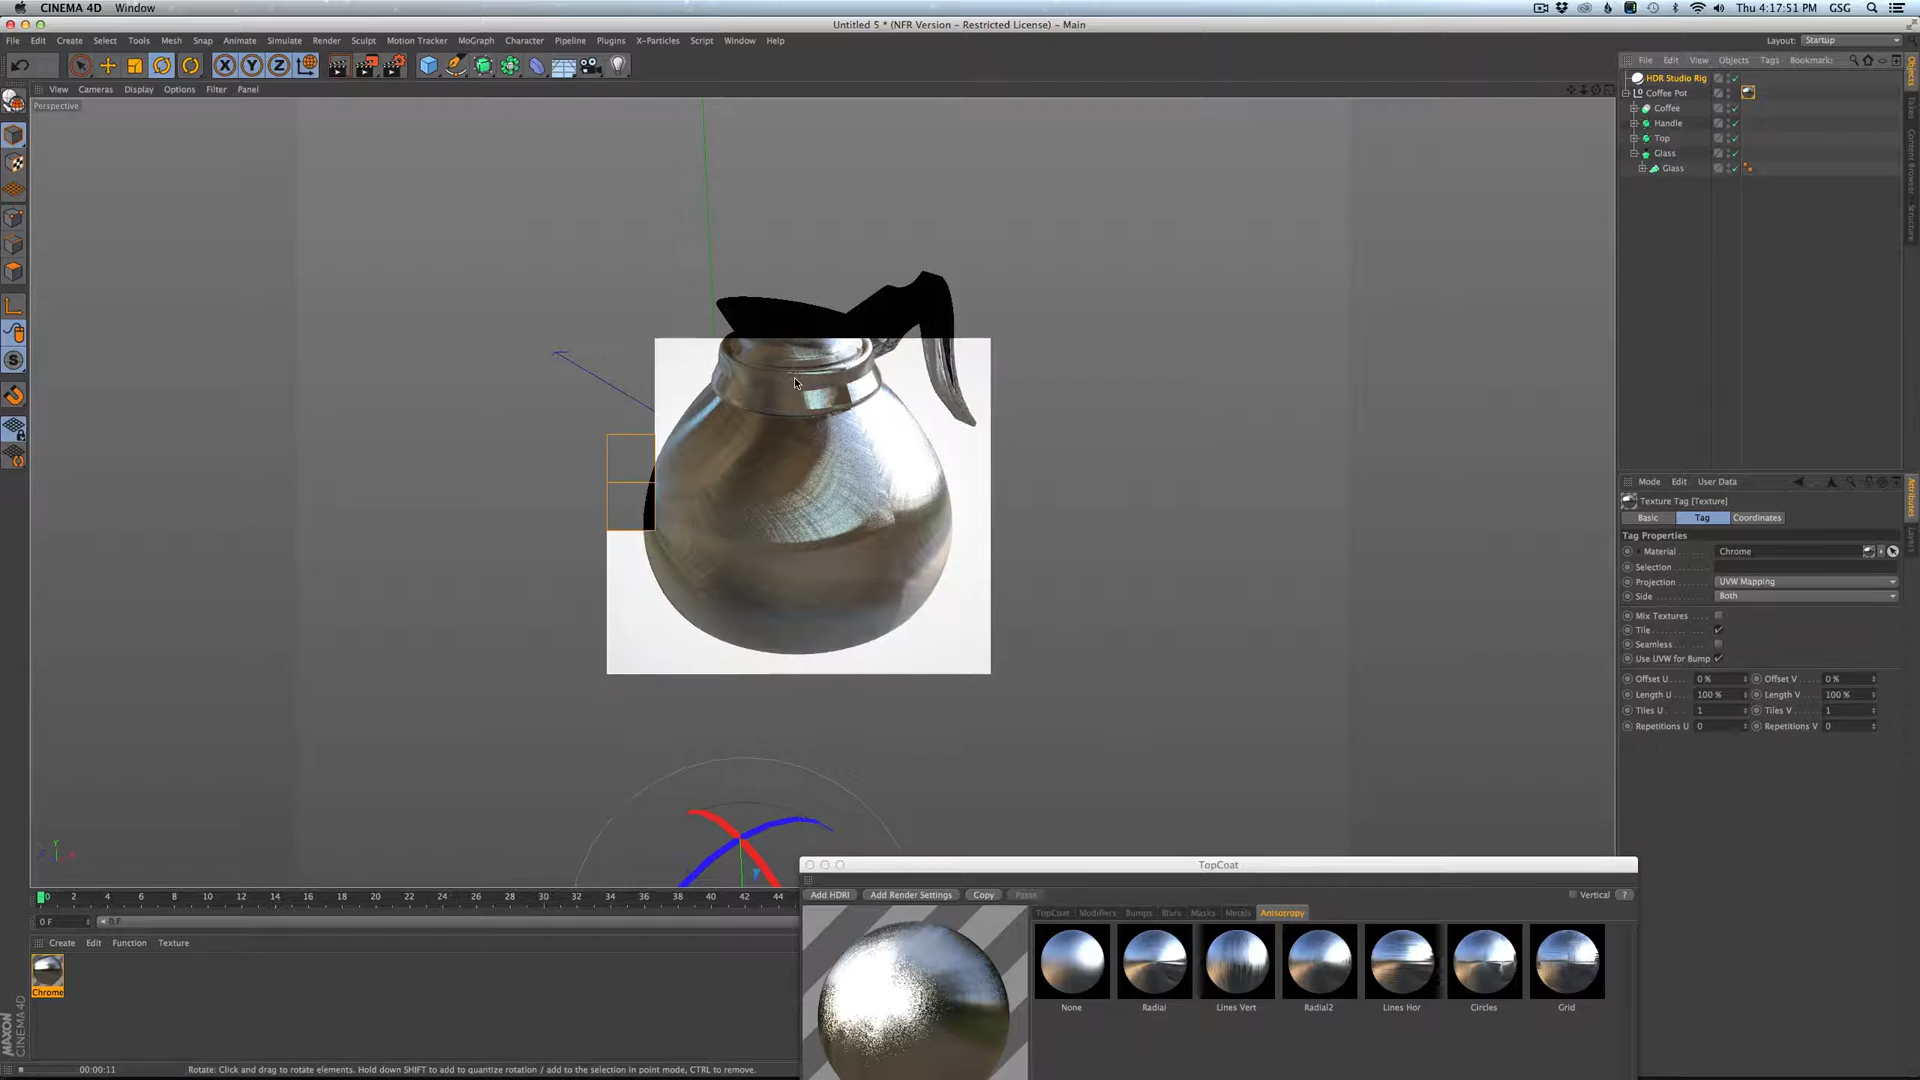 CINEMA 4D Window
Thu 4:17:51 PM GSG
Untitled 5 * (NFR Version - Restricted License) - Main
File Edit Create Select Tools Mesh Snap Animate Simulate Render Sculpt Motion Tracker MoGraph Character Pipeline Plugins X-Particles Script Window Help
Layout: Startup
File Edit View Objects Tags Bookmarks
View Cameras Display Options Filter Panel
Perspective
HDR Studio Rig
Coffee Pot
Coffee
Handle
Top
Glass
Glass
Objects
Takes
Content Browser
Structure
Mode Edit User Data
Texture Tag [Texture]
Basic Tag Coordinates
Tag Properties
Material Chrome
Selection
Projection UVW Mapping
Side Both
Mix Textures
Tile
Seamless
Use UVW for Bump
Offset U 0 % Offset V 0 %
Length U 100 % Length V 100 %
Tiles U 1 Tiles V 1
Repetitions U 0 Repetitions V 0
Attributes
Layers
X Y Z
S
Y
X
TopCoat
0 2 4 6 8 10 12 14 16 18 20 22 24 26 28 30 32 34 36 38 40 42 44
0 F 0 F
Add HDRI Add Render Settings Copy Paste
Vertical ?
TopCoat Modifiers Bumps Blurs Masks Metals Anisotropy
Create Edit Function Texture
Chrome
None Radial Lines Vert Radial2 Lines Hor Circles Grid
MAXON CINEMA 4D
00:00:11 Rotate: Click and drag to rotate elements. Hold down SHIFT to add to quantize rotation / add to the selection in point mode, CTRL to remove.